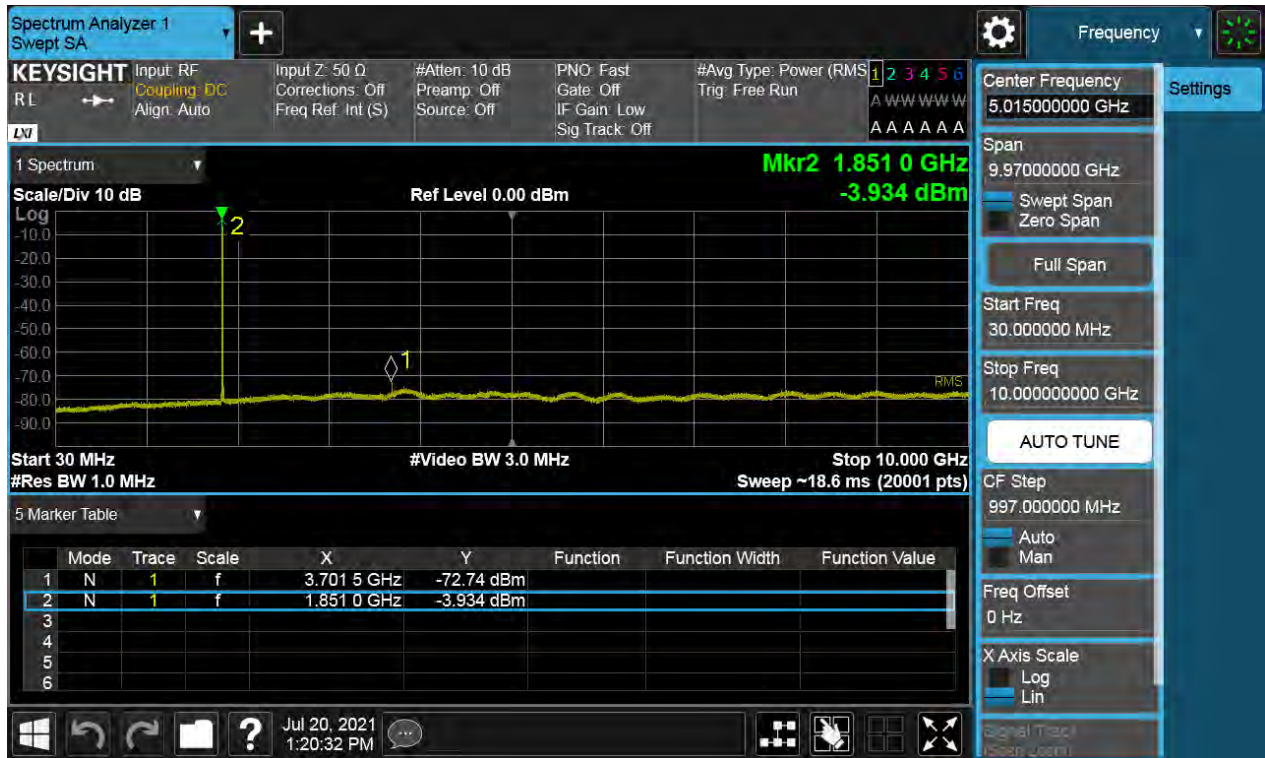 Spectrum Analyzer 1
Swept SA
+
Frequency
KEYSIGHT
RL
LXI
Input: RF
Coupling: DC
Align: Auto
Input Z: 50 Ω
Corrections: Off
Freq Ref: Int (S)
#Atten: 10 dB
Preamp: Off
Source: Off
PNO: Fast
Gate: Off
IF Gain: Low
Sig Track: Off
#Avg Type: Power (RMS
Trig: Free Run
1 2 3 4 5 6
A W W W W W
A A A A A A
1 Spectrum
Mkr2 1.851 0 GHz
-3.934 dBm
Scale/Div 10 dB
Ref Level 0.00 dBm
Log
-10.0
-20.0
-30.0
-40.0
-50.0
-60.0
-70.0
-80.0
-90.0
2
1
RMS
Start 30 MHz
#Video BW 3.0 MHz
Stop 10.000 GHz
#Res BW 1.0 MHz
Sweep ~18.6 ms (20001 pts)
5 Marker Table
Mode Trace Scale X Y Function Function Width Function Value
1 N 1 f 3.701 5 GHz -72.74 dBm
2 N 1 f 1.851 0 GHz -3.934 dBm
3
4
5
6
?
Jul 20, 2021
1:20:32 PM
Center Frequency
5.015000000 GHz
Settings
Span
9.97000000 GHz
Swept Span
Zero Span
Full Span
Start Freq
30.000000 MHz
Stop Freq
10.000000000 GHz
AUTO TUNE
CF Step
997.000000 MHz
Auto
Man
Freq Offset
0 Hz
X Axis Scale
Log
Lin
Signal Track
(Span Zoom)